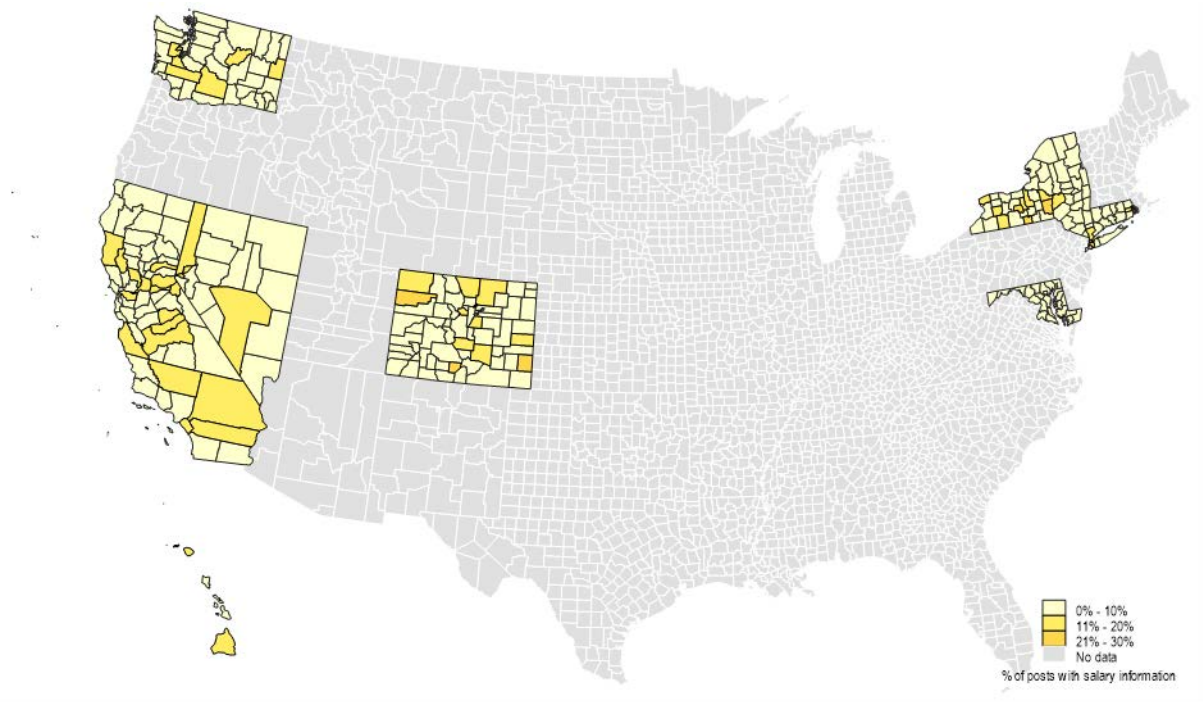 0% - 10%
11% - 20%
21% - 30%
No data
% of posts with salary information